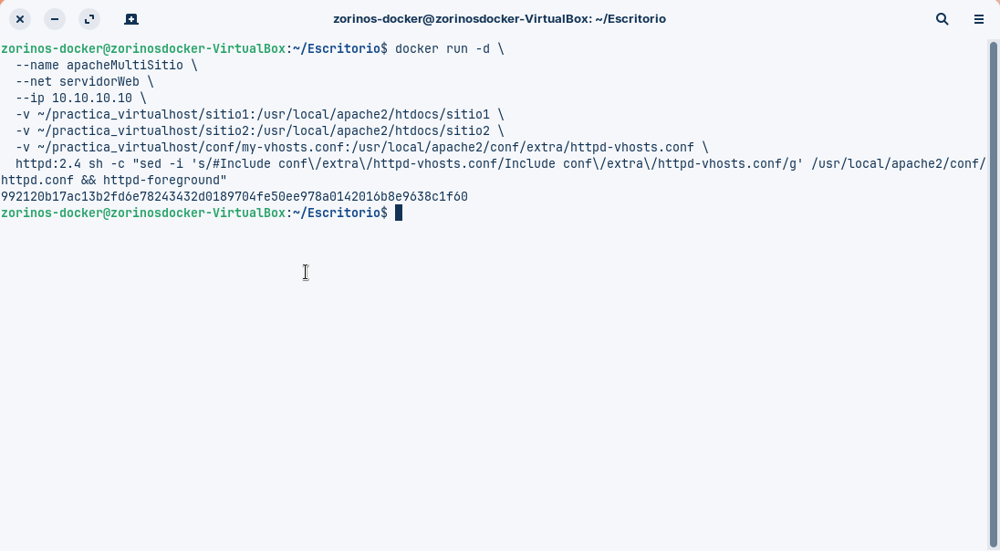 zorinos-docker@zorinosdocker-VirtualBox: ~/Escritorio
zorinos-docker@zorinosdocker-VirtualBox:~/Escritorio$ docker run -d \
  --name apacheMultiSitio \
  --net servidorWeb \
  --ip 10.10.10.10 \
  -v ~/practica_virtualhost/sitio1:/usr/local/apache2/htdocs/sitio1 \
  -v ~/practica_virtualhost/sitio2:/usr/local/apache2/htdocs/sitio2 \
  -v ~/practica_virtualhost/conf/my-vhosts.conf:/usr/local/apache2/conf/extra/httpd-vhosts.conf \
  httpd:2.4 sh -c "sed -i 's/#Include conf\/extra\/httpd-vhosts.conf/Include conf\/extra\/httpd-vhosts.conf/g' /usr/local/apache2/conf/
httpd.conf && httpd-foreground"
992120b17ac13b2fd6e78243432d0189704fe50ee978a0142016b8e9638c1f60
zorinos-docker@zorinosdocker-VirtualBox:~/Escritorio$